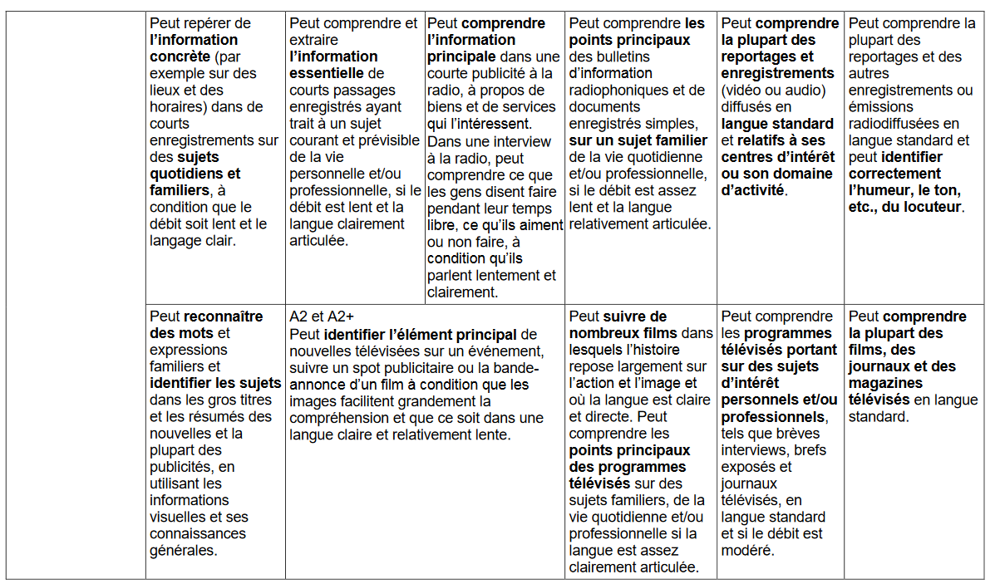 Peut repérer de
l’information
concrète (par
exemple sur des
lieux et des
horaires) dans de
courts
enregistrements sur
des sujets
quotidiens et
familiers, à
condition que le
débit soit lent et le
langage clair.
Peut comprendre et
extraire
l’information
essentielle de
courts passages
enregistrés ayant
trait à un sujet
courant et prévisible
de la vie
personnelle et/ou
professionnelle, si le
débit est lent et la
langue clairement
articulée.
Peut comprendre
l’information
principale dans une
courte publicité à la
radio, à propos de
biens et de services
qui l’intéressent.
Dans une interview
à la radio, peut
comprendre ce que
les gens disent faire
pendant leur temps
libre, ce qu’ils aiment
ou non faire, à
condition qu’ils
parlent lentement et
clairement.
Peut comprendre les
points principaux
des bulletins
d’information
radiophoniques et de
documents
enregistrés simples,
sur un sujet familier
de la vie quotidienne
et/ou professionnelle,
si le débit est assez
lent et la langue
relativement articulée.
Peut comprendre
la plupart des
reportages et
enregistrements
(vidéo ou audio)
diffusés en
langue standard
et relatifs à ses
centres d’intérêt
ou son domaine
d’activité.
Peut comprendre la
plupart des
reportages et des
autres
enregistrements ou
émissions
radiodiffusées en
langue standard et
peut identifier
correctement
l’humeur, le ton,
etc., du locuteur.
Peut reconnaître
des mots et
expressions
familiers et
identifier les sujets
dans les gros titres
et les résumés des
nouvelles et la
plupart des
publicités, en
utilisant les
informations
visuelles et ses
connaissances
générales.
A2 et A2+
Peut identifier l’élément principal de
nouvelles télévisées sur un événement,
suivre un spot publicitaire ou la bande-
annonce d’un film à condition que les
images facilitent grandement la
compréhension et que ce soit dans une
langue claire et relativement lente.
Peut suivre de
nombreux films dans
lesquels l’histoire
repose largement sur
l’action et l’image et
où la langue est claire
et directe. Peut
comprendre les
points principaux
des programmes
télévisés sur des
sujets familiers, de la
vie quotidienne et/ou
professionnelle si la
langue est assez
clairement articulée.
Peut comprendre
les programmes
télévisés portant
sur des sujets
d’intérêt
personnels et/ou
professionnels,
tels que brèves
interviews, brefs
exposés et
journaux
télévisés, en
langue standard
et si le débit est
modéré.
Peut comprendre
la plupart des
films, des
journaux et des
magazines
télévisés en langue
standard.